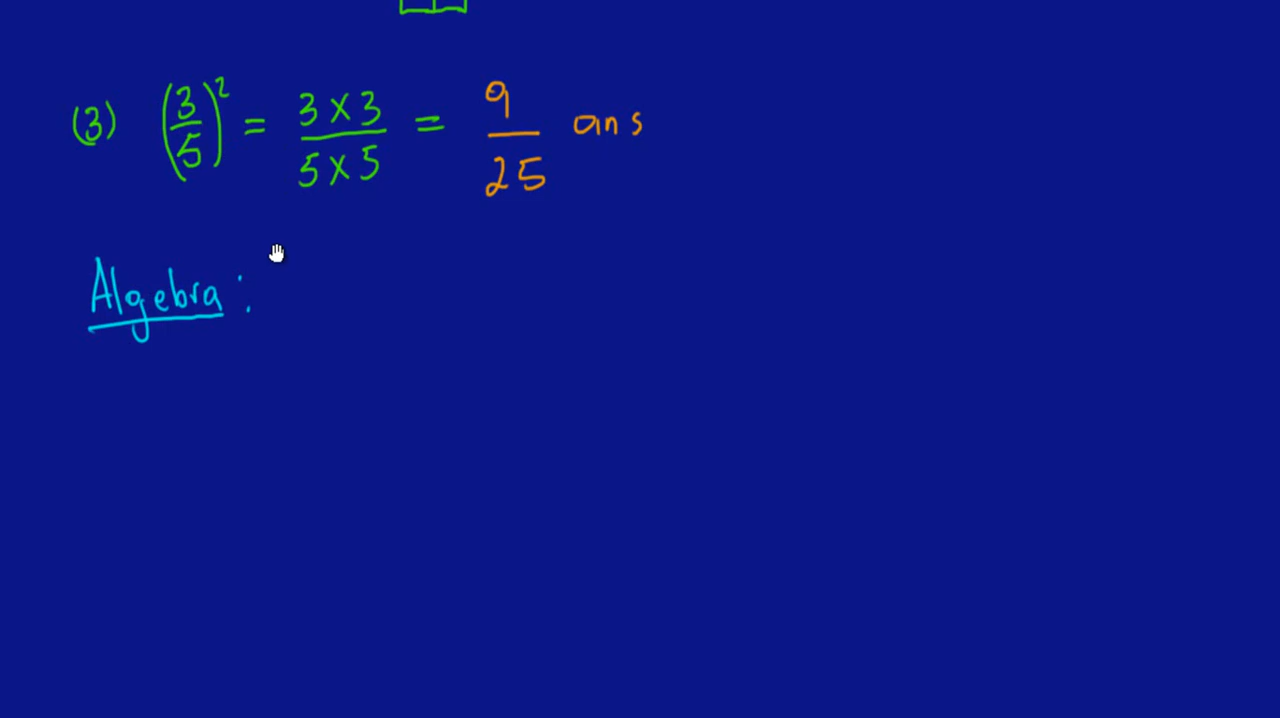 (3) (3/5)² = 3 x 3 / 5 x 5 = 9/25 ans
Algebra :